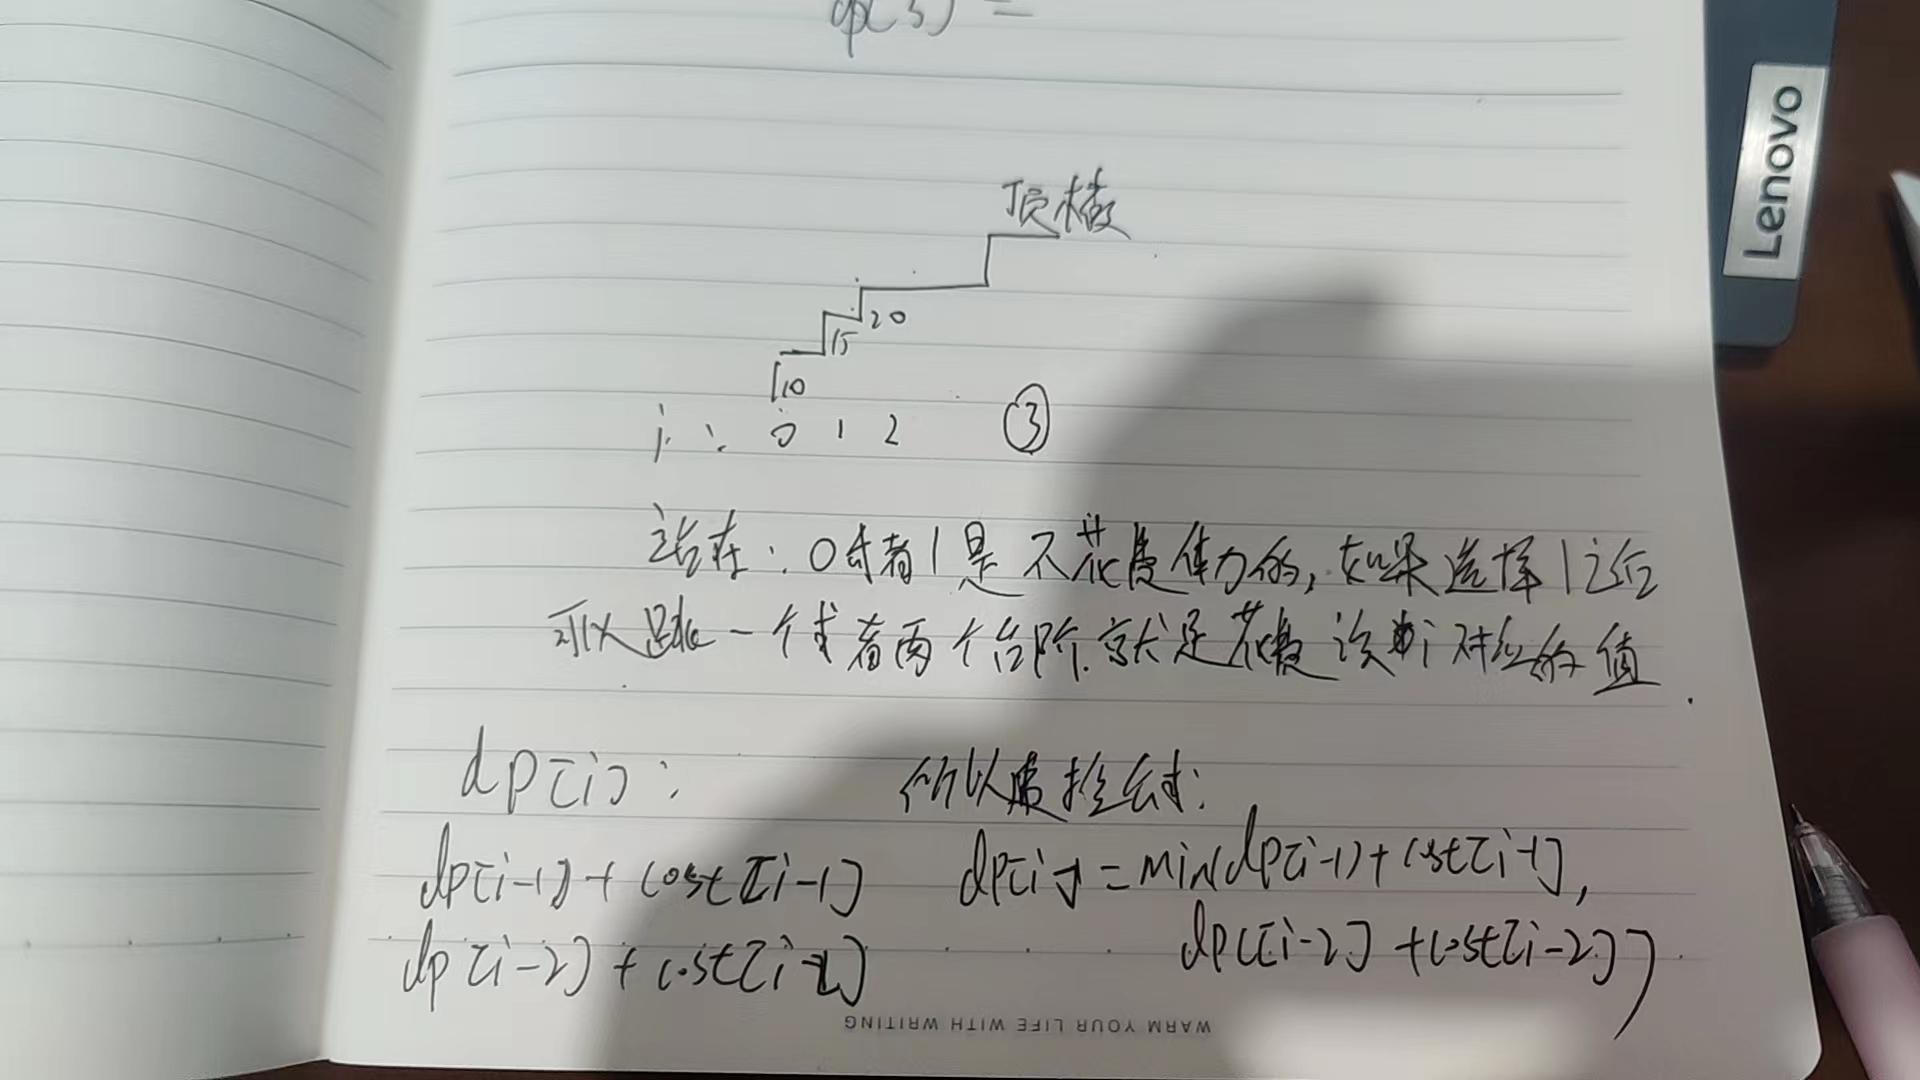 dp(3) =
顶楼
20
15
10
i: 0 1 2 ③
站在:0或者1是不花费体力的,如果选择1之后
可以跳一个或者两个台阶.就是花费该i对应的值.
dp[i]: 所以递推公式:
dp[i-1]+cost[i-1] dp[i]=min(dp[i-1]+cost[i-1],
dp[i-2]+cost[i-2] dp[i-2]+cost[i-2])
WARM YOUR LIFE WITH WRITING
Lenovo